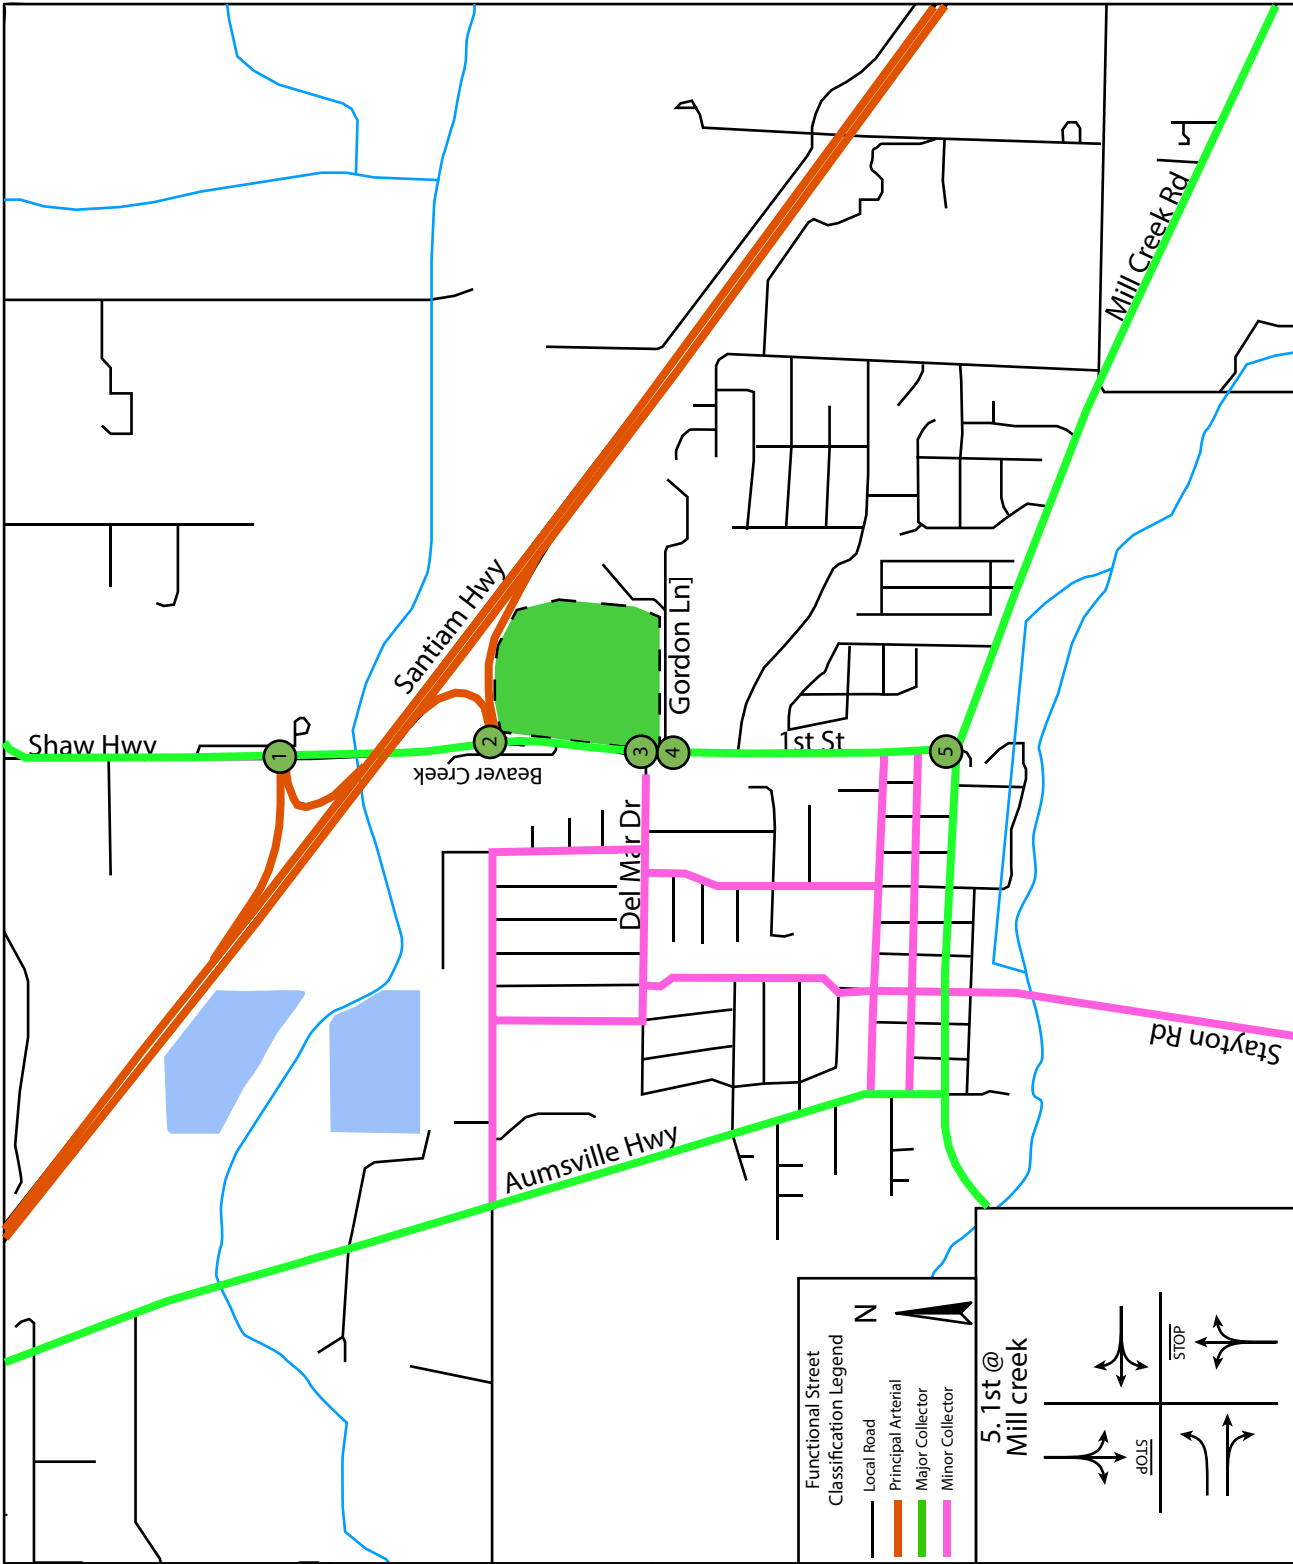 Shaw Hwy
1
Santiam Hwy
2
Beaver Creek
3
4
Gordon Ln]
Del Mar Dr
1st St
5
Mill Creek Rd
Stayton Rd
Aumsville Hwy
Functional Street
Classification Legend
Local Road
Principal Arterial
Major Collector
Minor Collector
N
5. 1st @
Mill creek
STOP
STOP